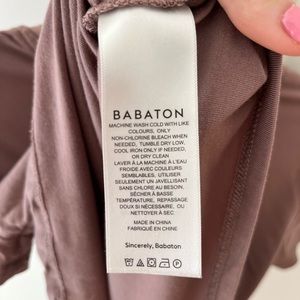 BABATON
MACHINE WASH COLD WITH LIKE
COLOURS, ONLY
NON-CHLORINE BLEACH WHEN
NEEDED, TUMBLE DRY LOW,
COOL IRON ONLY IF NEEDED,
OR DRY CLEAN
LAVER À LA MACHINE À L'EAU
FROIDE AVEC COULEURS
SEMBLABLES, UTILISER
SEULEMENT UN JAVELLISANT
SANS CHLORE AU BESOIN,
SÉCHER À BASSE
TEMPÉRATURE, REPASSAGE
DOUX SI NÉCESSAIRE, OU
NETTOYER À SEC
MADE IN CHINA
FABRIQUÉ EN CHINE
Sincerely, Babaton